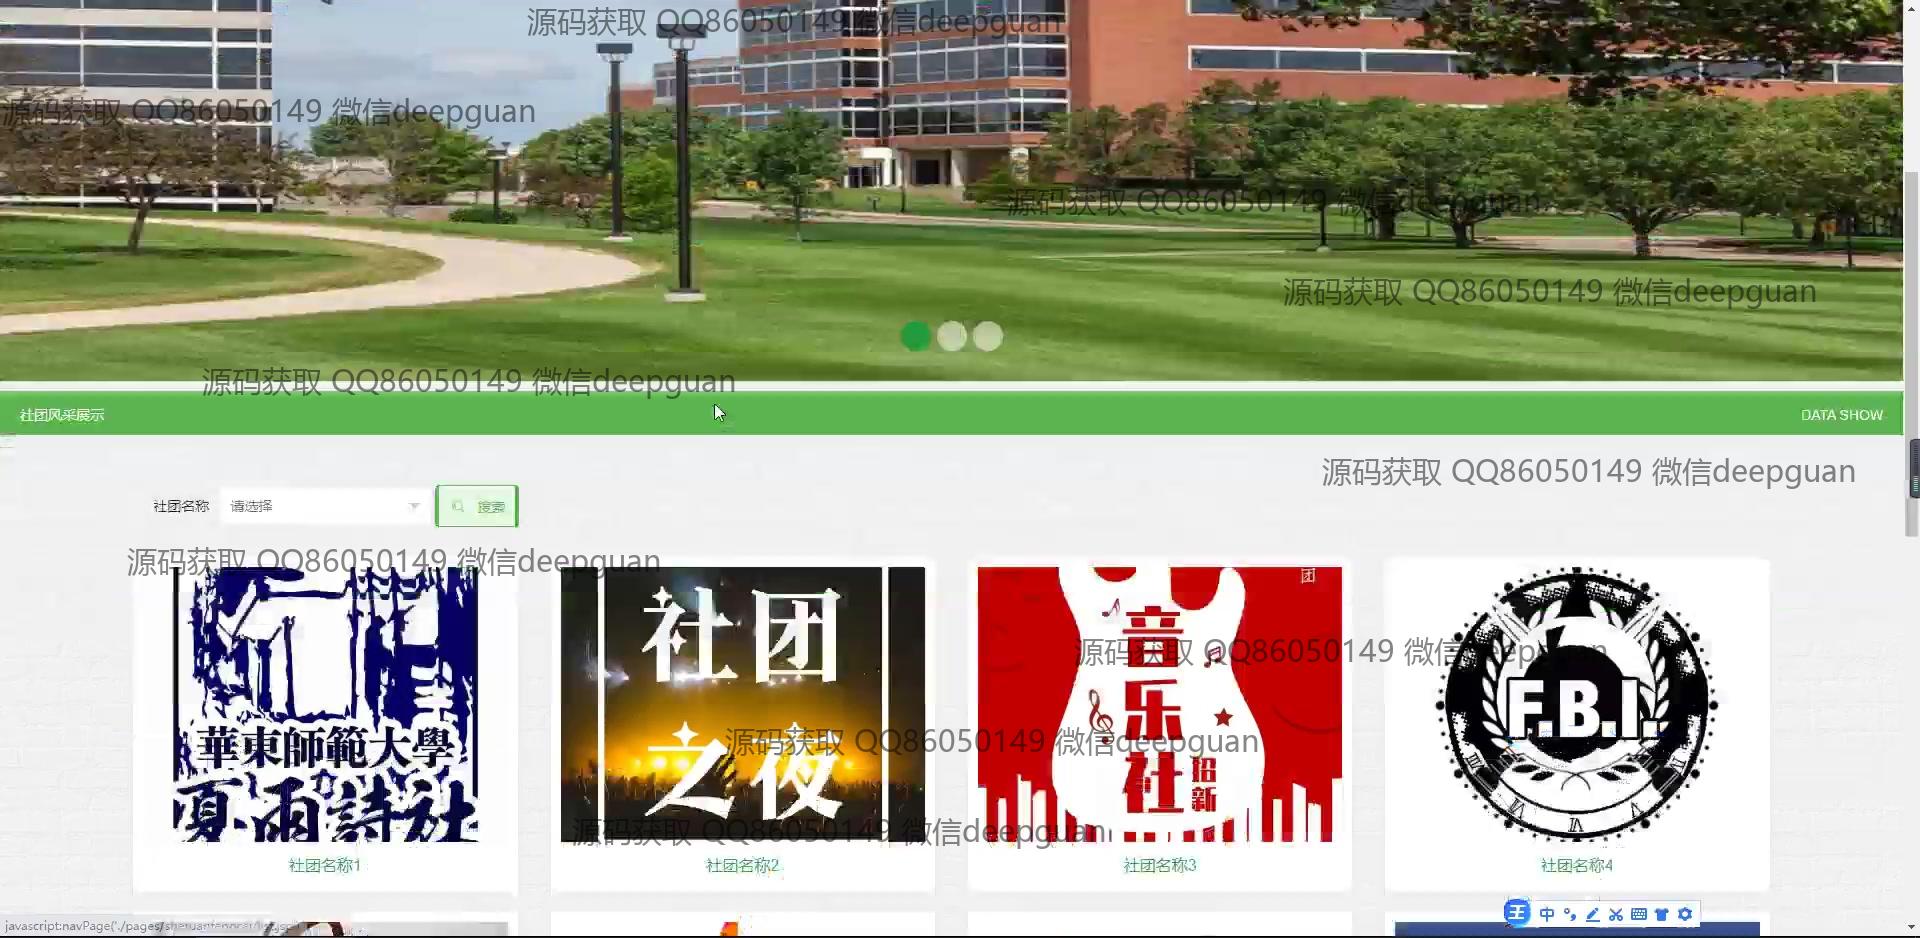 源码获取 QQ86050149 微信deepguan
源码获取 QQ86050149 微信deepguan
源码获取 QQ86050149 微信deepguan
源码获取 QQ86050149 微信deepguan
源码获取 QQ86050149 微信deepguan
社团风采展示
DATA SHOW
源码获取 QQ86050149 微信deepguan
社团名称
请选择
搜索
源码获取 QQ86050149 微信deepguan
華東師範大學
夏雨詩社
社团
之夜
团
音乐社
招新
F.B.I.
源码获取 QQ86050149 微信deepguan
源码获取 QQ86050149 微信deepguan
源码获取 QQ86050149 微信deepguan
社团名称1
社团名称2
社团名称3
社团名称4
王 中